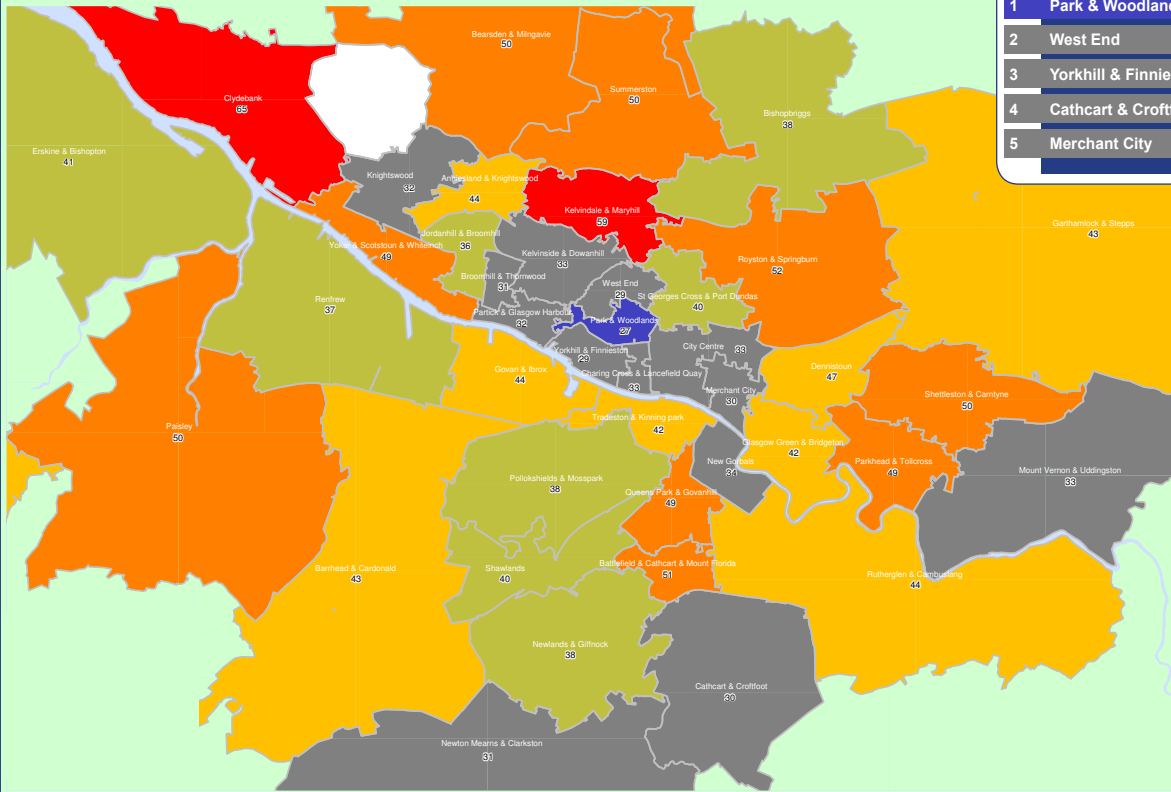 1 Park & Woodland
2 West End
3 Yorkhill & Finnie
4 Cathcart & Croft
5 Merchant City
Bearsden & Milngavie
50
Summerston
50
Clydebank
65
Bishopbriggs
38
Erskine & Bishopton
41
Knightswood
32
Anniesland & Knightswood
44
Kelvindale & Maryhill
59
Garthamlock & Stepps
43
Jordanhill & Broomhill
36
Yoker & Scotstoun & Whiteinch
49
Kelvinside & Dowanhill
33
Royston & Springburn
52
Broomhill & Thornwood
31
West End
29
St Georges Cross & Port Dundas
40
Renfrew
37
Partick & Glasgow Harbour
32
Park & Woodlands
27
Yorkhill & Finnieston
29
City Centre
33
Govan & Ibrox
44
Charing Cross & Lancefield Quay
33
Dennistoun
47
Merchant City
30
Shettleston & Carntyne
50
Paisley
50
Tradeston & Kinning park
42
Glasgow Green & Bridgeton
42
New Gorbals
34
Parkhead & Tollcross
49
Mount Vernon & Uddingston
33
Pollokshields & Mosspark
38
Queens Park & Govanhill
49
Barrhead & Cardonald
43
Shawlands
40
Battlefield & Cathcart & Mount Florida
51
Rutherglen & Cambuslang
44
Newlands & Giffnock
38
Cathcart & Croftfoot
30
Newton Mearns & Clarkston
31